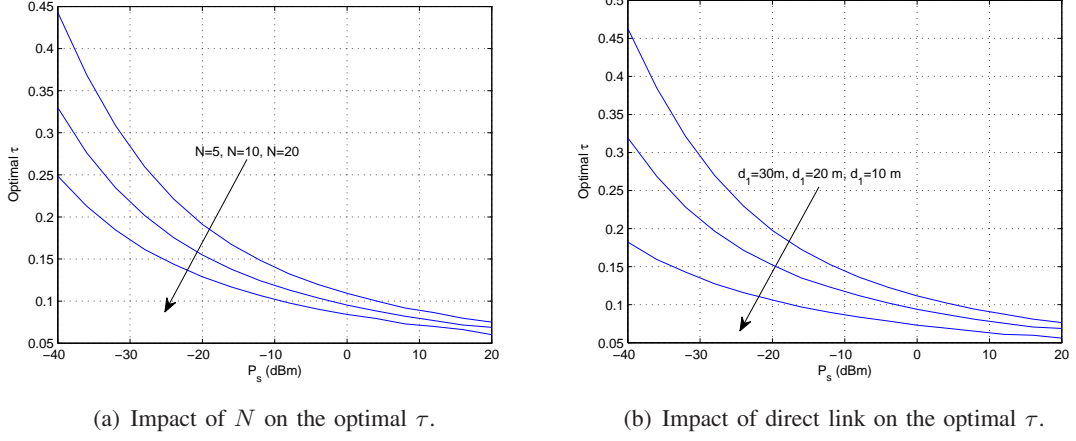 0.45
0.4
0.35
0.3
0.25
0.2
0.15
0.1
0.05
Optimal τ
N=5, N=10, N=20
−40 −30 −20 −10 0 10 20
P_s (dBm)
(a) Impact of N on the optimal τ.
0.5
0.45
0.4
0.35
0.3
0.25
0.2
0.15
0.1
0.05
Optimal τ
d_1=30m, d_1=20 m, d_1=10 m
−40 −30 −20 −10 0 10 20
P_s (dBm)
(b) Impact of direct link on the optimal τ.